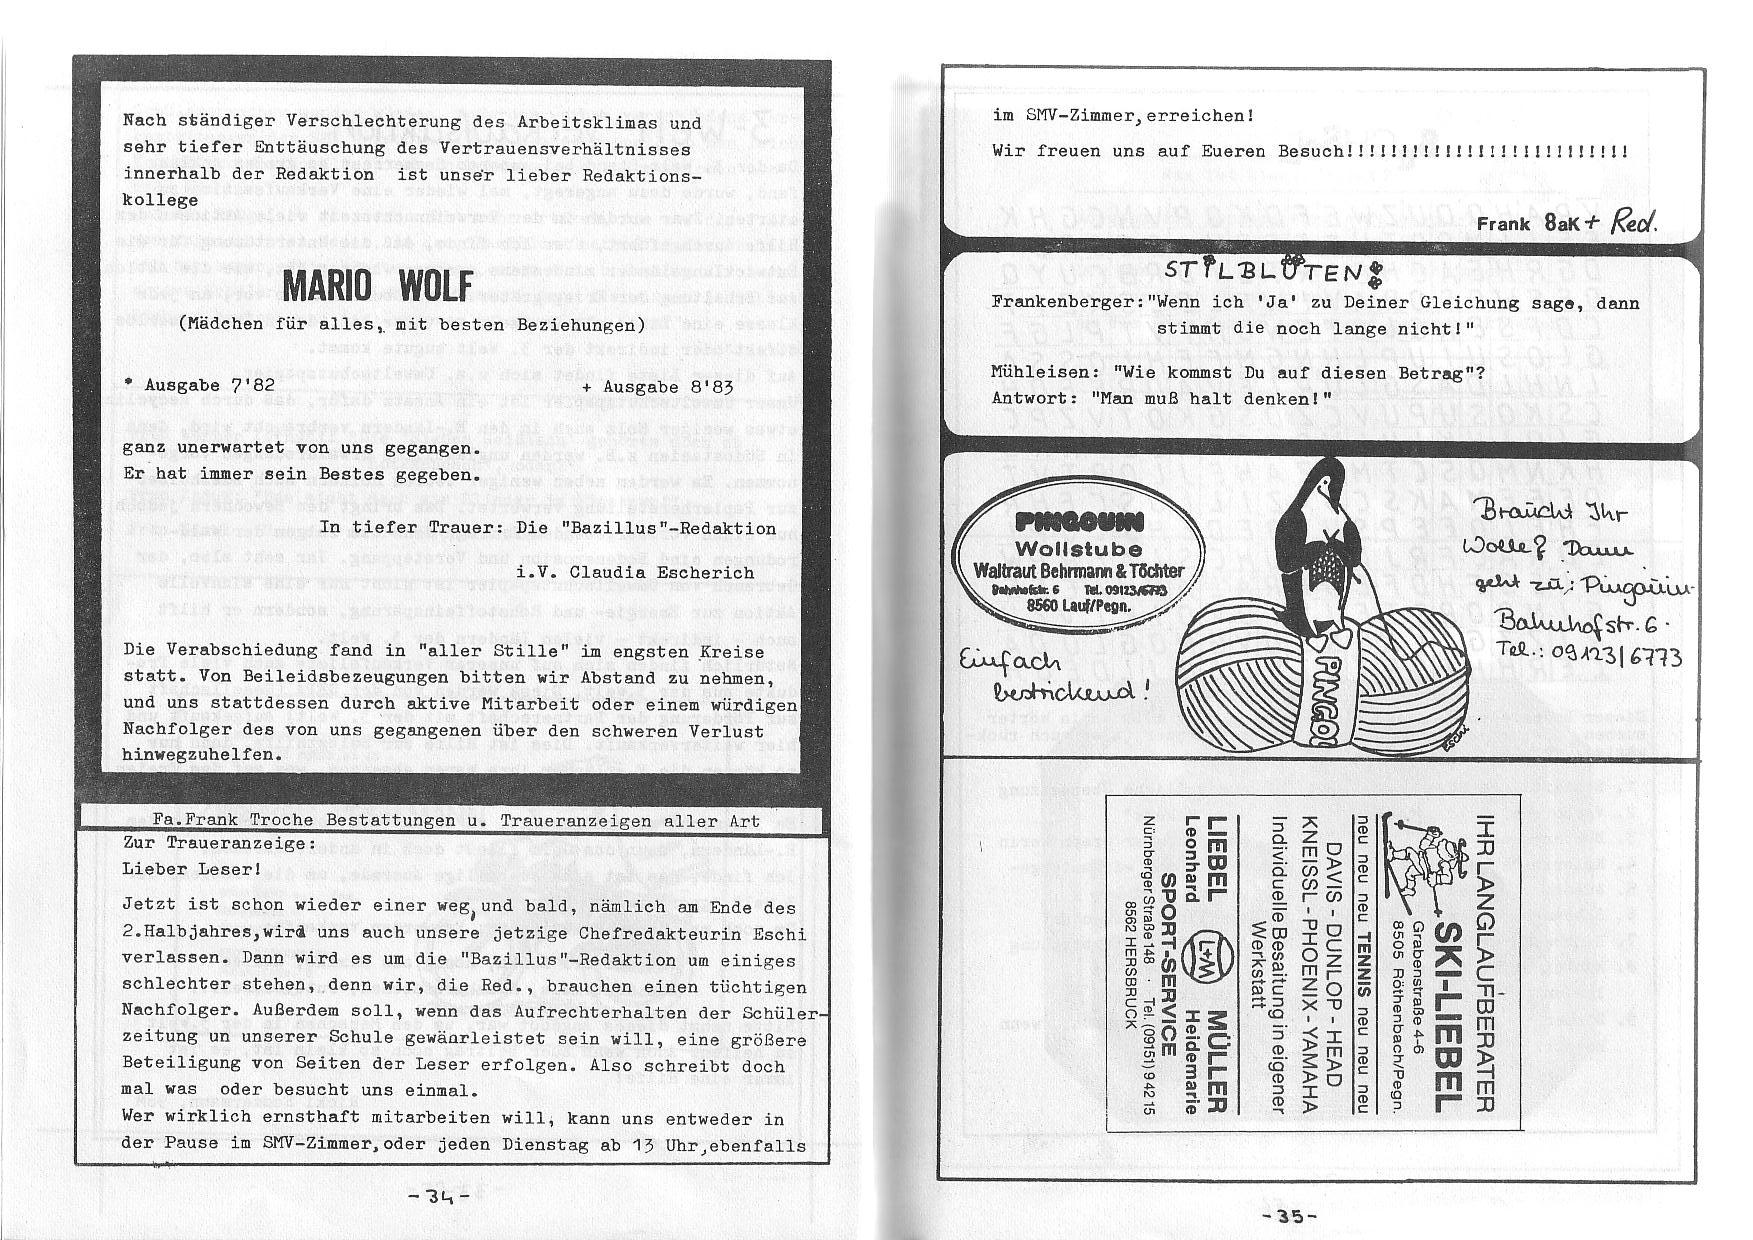 Nach ständiger Verschlechterung des Arbeitsklimas und
sehr tiefer Enttäuschung des Vertrauensverhältnisses
innerhalb der Redaktion ist unser lieber Redaktions-
kollege
MARIO WOLF
(Mädchen für alles, mit besten Beziehungen)
* Ausgabe 7'82 + Ausgabe 8'83
ganz unerwartet von uns gegangen.
Er hat immer sein Bestes gegeben.
In tiefer Trauer: Die "Bazillus"-Redaktion
i.V. Claudia Escherich
Die Verabschiedung fand in "aller Stille" im engsten Kreise
statt. Von Beileidsbezeugungen bitten wir Abstand zu nehmen,
und uns stattdessen durch aktive Mitarbeit oder einem würdigen
Nachfolger des von uns gegangenen über den schweren Verlust
hinwegzuhelfen.
Fa.Frank Troche Bestattungen u. Traueranzeigen aller Art
Zur Traueranzeige:
Lieber Leser!
Jetzt ist schon wieder einer weg, und bald, nämlich am Ende des
2.Halbjahres,wird uns auch unsere jetzige Chefredakteurin Eschi
verlassen. Dann wird es um die "Bazillus"-Redaktion um einiges
schlechter stehen, denn wir, die Red., brauchen einen tüchtigen
Nachfolger. Außerdem soll, wenn das Aufrechterhalten der Schüler-
zeitung un unserer Schule gewährleistet sein will, eine größere
Beteiligung von Seiten der Leser erfolgen. Also schreibt doch
mal was oder besucht uns einmal.
Wer wirklich ernsthaft mitarbeiten will, kann uns entweder in
der Pause im SMV-Zimmer,oder jeden Dienstag ab 13 Uhr,ebenfalls
-34-
im SMV-Zimmer,erreichen!
Wir freuen uns auf Eueren Besuch!!!!!!!!!!!!!!!!!!!!!!!!!!
Frank 8aK + Red.
STILBLÜTEN!
Frankenberger:"Wenn ich 'Ja' zu Deiner Gleichung sage, dann
stimmt die noch lange nicht!"
Mühleisen: "Wie kommst Du auf diesen Betrag"?
Antwort: "Man muß halt denken!"
PINGOUIN
Wollstube
Waltraut Behrmann & Töchter
Bahnhofstr. 6 Tel. 09123/6773
8560 Lauf/Pegn.
Einfach
bestrickend!
PINGO
Eschi
Braucht Ihr
Wolle? Dann
geht zu: Pingouin-
Bahnhofstr. 6.
Tel.: 09123/6773
IHR LANGLAUFBERATER
SKI-LIEBEL
Grabenstraße 4-6
8505 Röthenbach/Pegn.
neu neu neu TENNIS neu neu neu
DAVIS - DUNLOP - HEAD
KNEISSL - PHOENIX - YAMAHA
Individuelle Besaitung in eigener
Werkstatt
LIEBEL L+M MÜLLER
Leonhard Heidemarie
SPORT-SERVICE
Nürnberger Straße 148 · Tel. (09151) 9 42 15
8562 HERSBRUCK
-35-